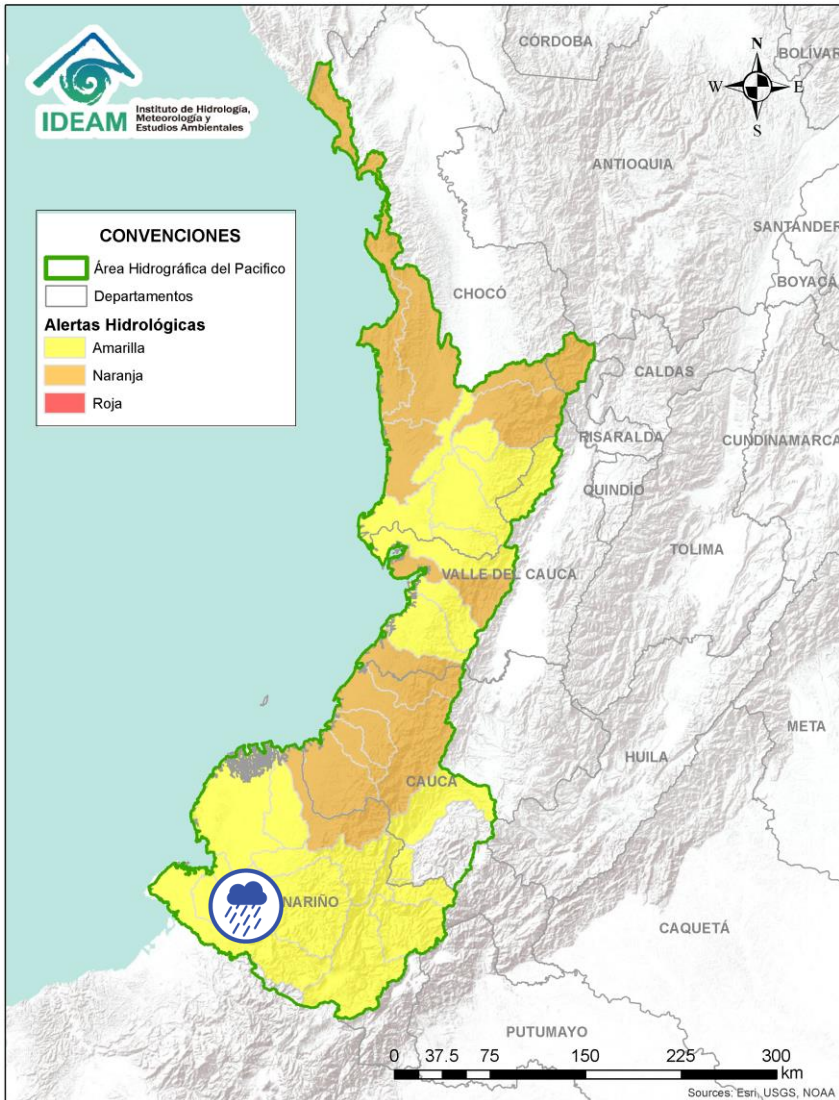 IDEAM
Instituto de Hidrología,
Meteorología y
Estudios Ambientales
CÓRDOBA
BOLÍVAR
N
W
E
S
ANTIOQUIA
SANTANDER
BOYACÁ
CONVENCIONES
Área Hidrográfica del Pacifico
Departamentos
Alertas Hidrológicas
Amarilla
Naranja
Roja
CHOCÓ
CALDAS
RISARALDA
CUNDINAMARCA
QUINDÍO
TOLIMA
VALLE DEL CAUCA
META
HUILA
CAUCA
NARIÑO
CAQUETÁ
PUTUMAYO
0 37.5 75 150 225 300
km
Sources: Esri, USGS, NOAA